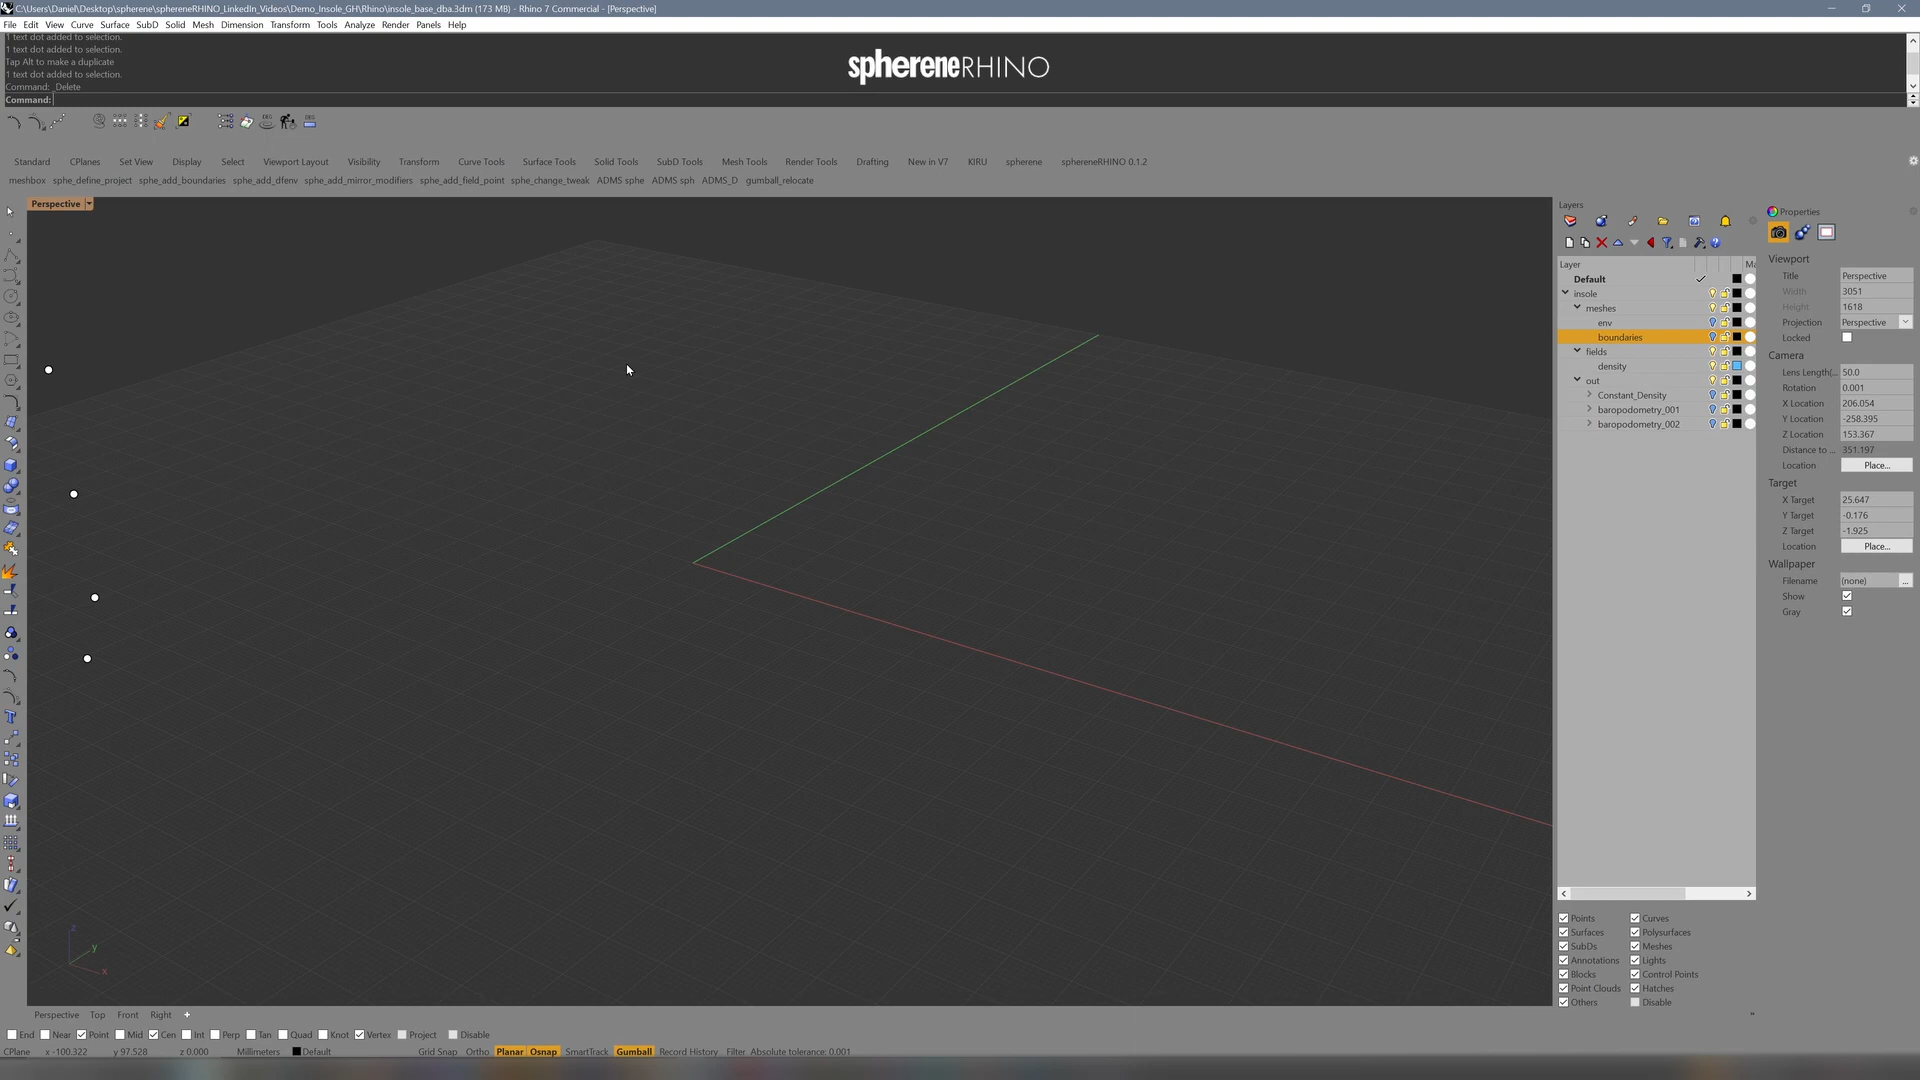 C:\Users\Daniel\Desktop\spherene\sphereneRHINO_LinkedIn_Videos\Demo_Insole_GH\Rhino\insole_base_dba.3dm (173 MB) - Rhino 7 Commercial - [Perspective]
File Edit View Curve Surface SubD Solid Mesh Dimension Transform Tools Analyze Render Panels Help
1 text dot added to selection.
1 text dot added to selection.
Tap Alt to make a duplicate
1 text dot added to selection.
Command: _Delete
Command:
sphereneRHINO
Standard CPlanes Set View Display Select Viewport Layout Visibility Transform Curve Tools Surface Tools Solid Tools SubD Tools Mesh Tools Render Tools Drafting New in V7 KIRU spherene sphereneRHINO 0.1.2
meshbox sphe_define_project sphe_add_boundaries sphe_add_dfenv sphe_add_mirror_modifiers sphe_add_field_point sphe_change_tweak ADMS sphe ADMS sph ADMS_D gumball_relocate
Perspective
z
y
x
Layers
Layer
Default
insole
meshes
env
boundaries
fields
density
out
Constant_Density
baropodometry_001
baropodometry_002
Points Curves
Surfaces Polysurfaces
SubDs Meshes
Annotations Lights
Blocks Control Points
Point Clouds Hatches
Others Disable
Properties
Viewport
Title Perspective
Width 3051
Height 1618
Projection Perspective
Locked
Camera
Lens Length(...  50.0
Rotation 0.001
X Location 206.054
Y Location -258.395
Z Location 153.367
Distance to ... 351.197
Location Place...
Target
X Target 25.647
Y Target -0.176
Z Target -1.925
Location Place...
Wallpaper
Filename (none) ...
Show
Gray
Perspective Top Front Right
End Near Point Mid Cen Int Perp Tan Quad Knot Vertex Project Disable
CPlane x -100.322 y 97.528 z 0.000 Millimeters Default Grid Snap Ortho Planar Osnap SmartTrack Gumball Record History Filter Absolute tolerance: 0.001